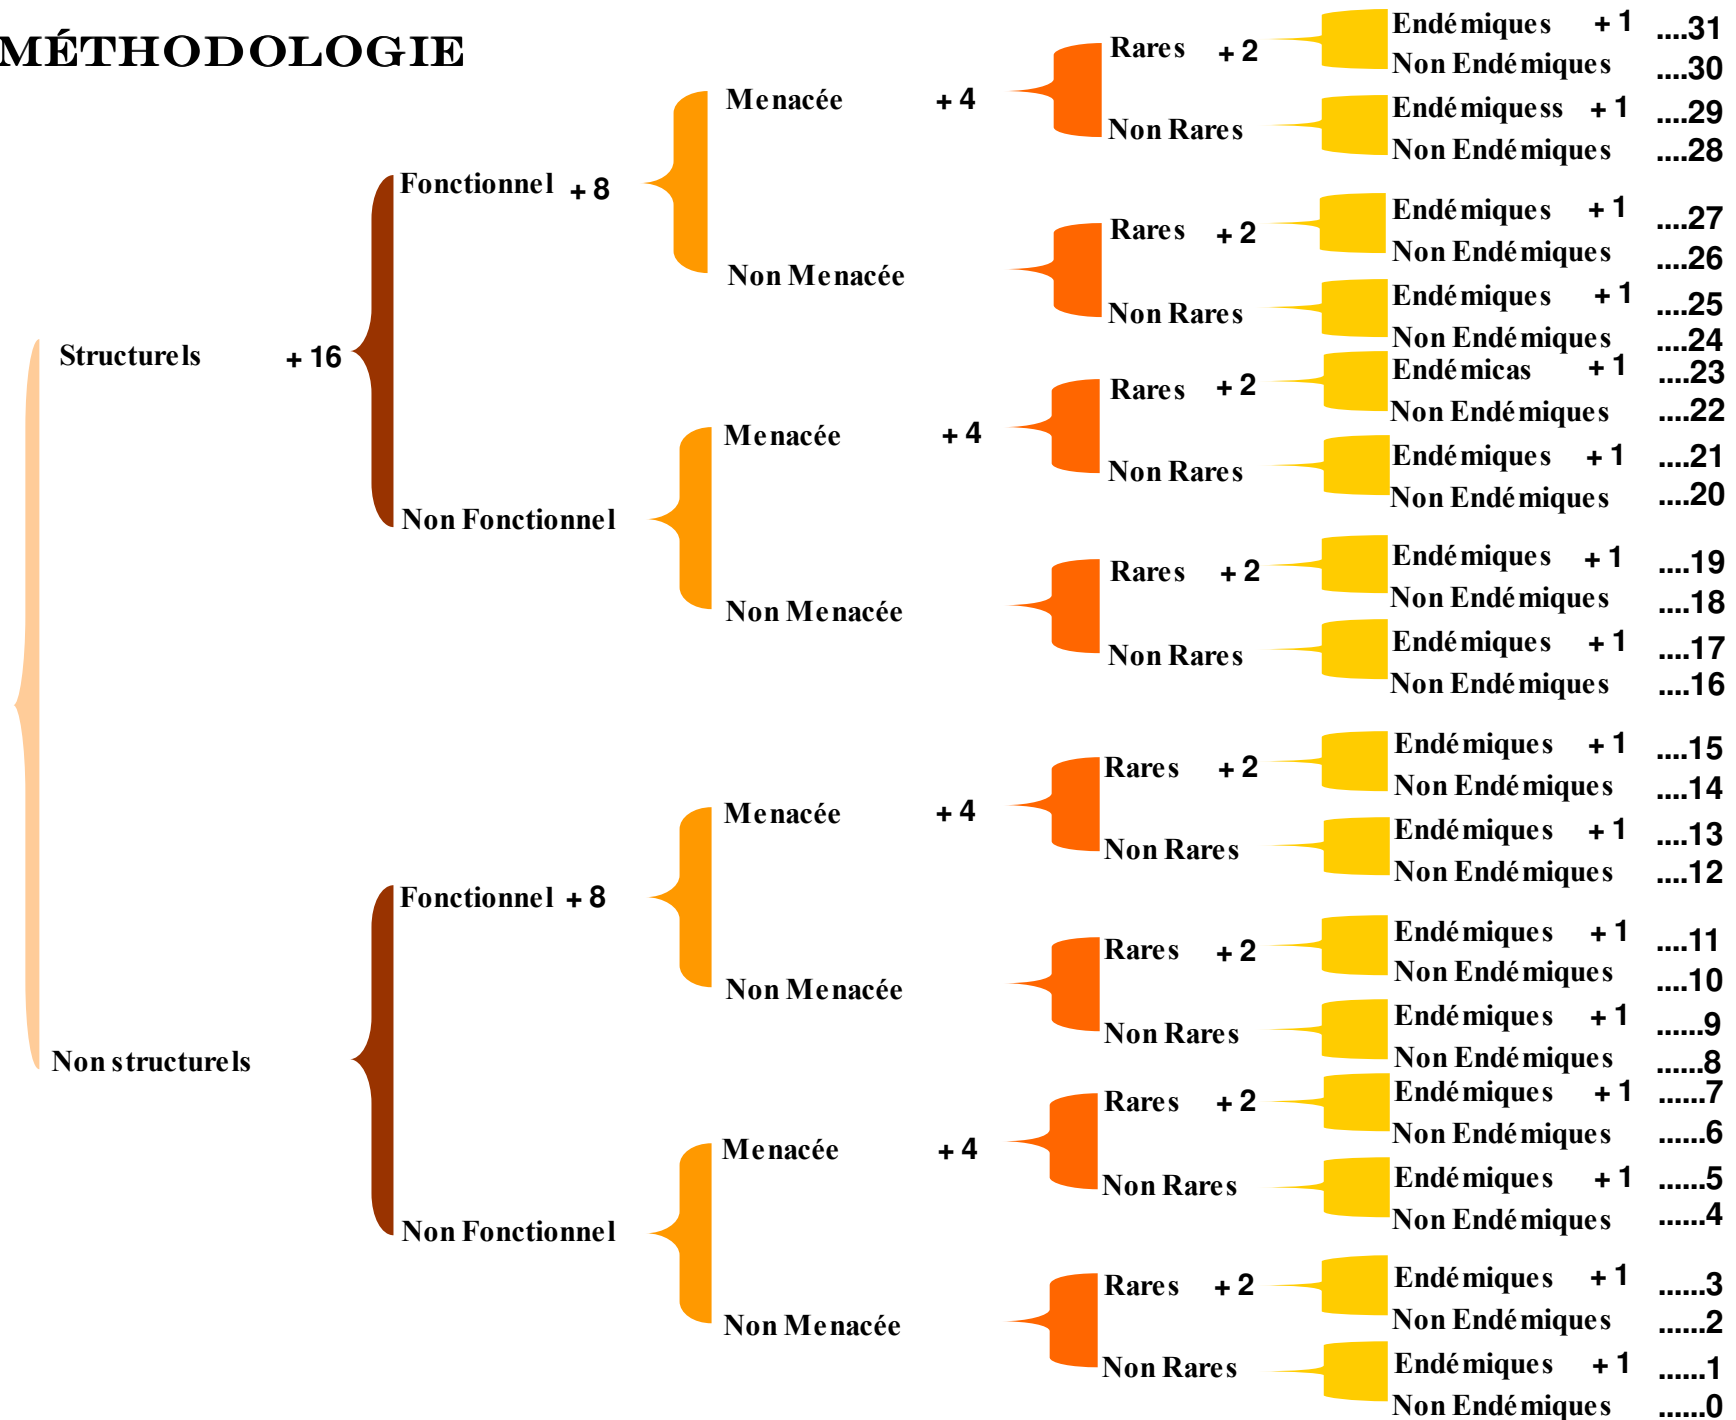 MÉTHODOLOGIE
Structurels + 16
Fonctionnel + 8
Menacée + 4
Rares + 2
Endémiques + 1 ....31
Non Endémiques ....30
Non Rares
Endémiquess + 1 ....29
Non Endémiques ....28
Non Menacée
Rares + 2
Endémiques + 1 ....27
Non Endémiques ....26
Non Rares
Endémiques + 1 ....25
Non Endémiques ....24
Non Fonctionnel
Menacée + 4
Rares + 2
Endémicas + 1 ....23
Non Endémiques ....22
Non Rares
Endémiques + 1 ....21
Non Endémiques ....20
Non Menacée
Rares + 2
Endémiques + 1 ....19
Non Endémiques ....18
Non Rares
Endémiques + 1 ....17
Non Endémiques ....16
Non structurels
Fonctionnel + 8
Menacée + 4
Rares + 2
Endémiques + 1 ....15
Non Endémiques ....14
Non Rares
Endémiques + 1 ....13
Non Endémiques ....12
Non Menacée
Rares + 2
Endémiques + 1 ....11
Non Endémiques ....10
Non Rares
Endémiques + 1 ......9
Non Endémiques ......8
Non Fonctionnel
Menacée + 4
Rares + 2
Endémiques + 1 ......7
Non Endémiques ......6
Non Rares
Endémiques + 1 ......5
Non Endémiques ......4
Non Menacée
Rares + 2
Endémiques + 1 ......3
Non Endémiques ......2
Non Rares
Endémiques + 1 ......1
Non Endémiques ......0